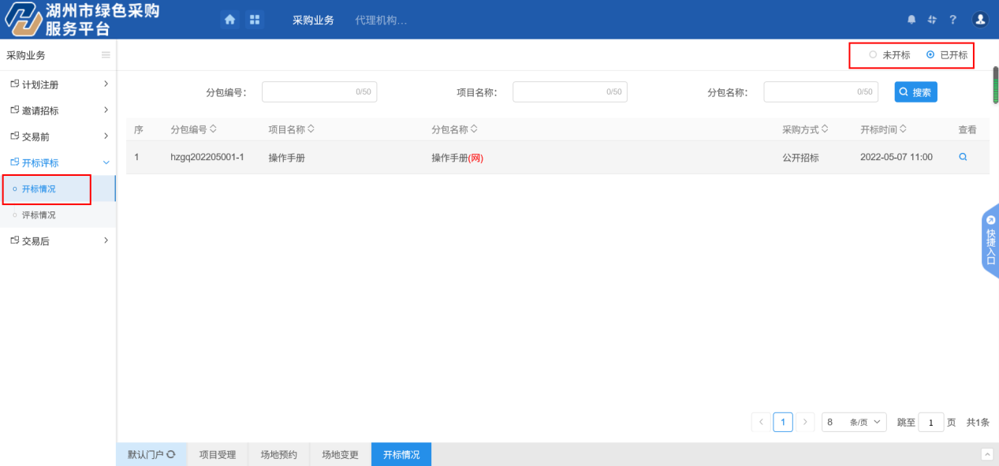 湖州市绿色采购
服务平台
采购业务
代理机构...
?
采购业务
未开标
已开标
计划注册
邀请招标
交易前
开标评标
开标情况
评标情况
交易后
分包编号：
0/50
项目名称：
0/50
分包名称：
0/50
搜索
序
分包编号
项目名称
分包名称
采购方式
开标时间
查看
1
hzgq202205001-1
操作手册
操作手册(网)
公开招标
2022-05-07 11:00
快捷入口
1
8 条/页
跳至 1 页
共1条
默认门户
项目受理
场地预约
场地变更
开标情况